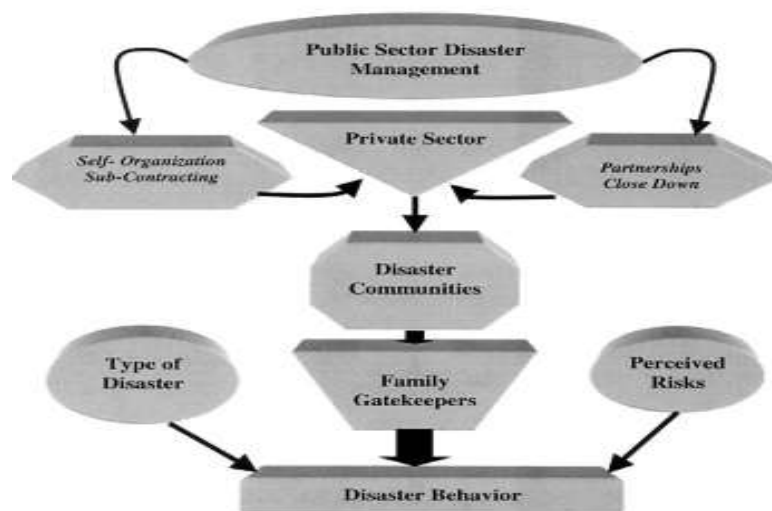 Public Sector Disaster
Management
Private Sector
Self- Organization
Sub-Contracting
Partnerships
Close Down
Disaster
Communities
Type of
Disaster
Family
Gatekeepers
Perceived
Risks
Disaster Behavior